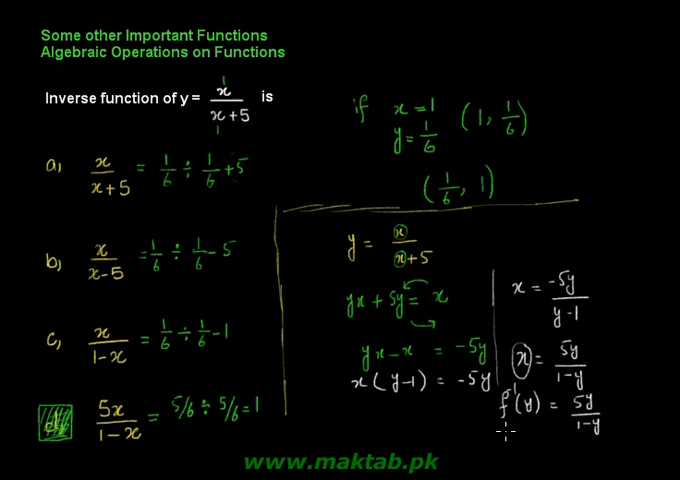 Some other Important Functions
Algebraic Operations on Functions
Inverse function of y = x/(x+5) is
1
1
if x = 1 (1, 1/6)
y = 1/6
(1/6, 1)
a) x/(x+5) = 1/6 ÷ 1/6 + 5
b) x/(x-5) = 1/6 ÷ 1/6 - 5
c) x/(1-x) = 1/6 ÷ 1/6 - 1
d) 5x/(1-x) = 5/6 ÷ 5/6 = 1
y = x/(x+5)
yx + 5y = x
yx - x = -5y
x(y-1) = -5y
x = -5y/(y-1)
x = 5y/(1-y)
f⁻¹(y) = 5y/(1-y)
www.maktab.pk